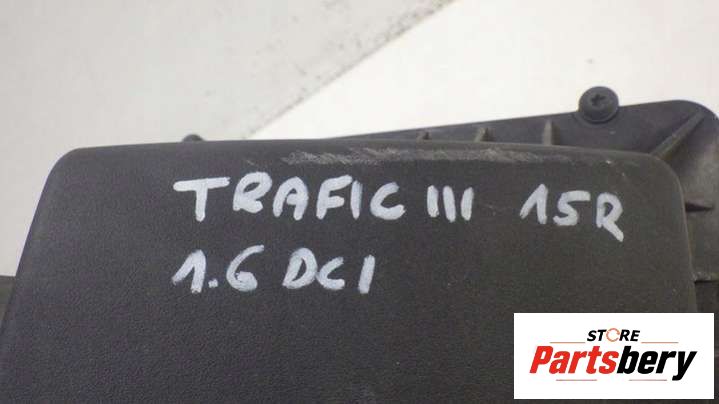 TRAFIC III 15R
1.6 DCI
STORE
Partsbery